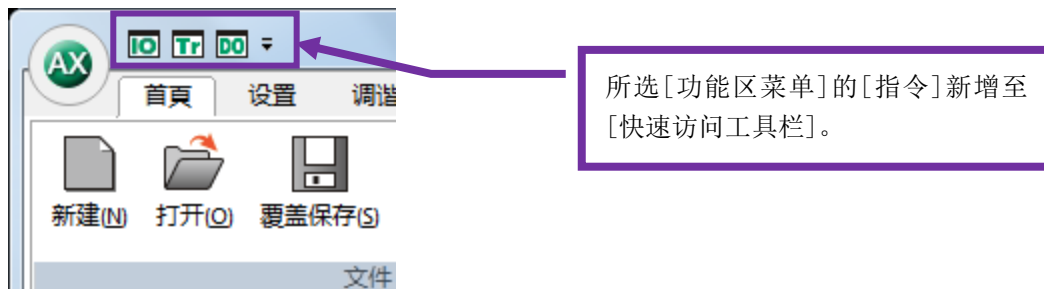 IO Tr DO
AX
首頁 设置 调谐
所选[功能区菜单]的[指令]新增至
[快速访问工具栏]。
新建(N) 打开(O) 覆盖保存(S)
文件